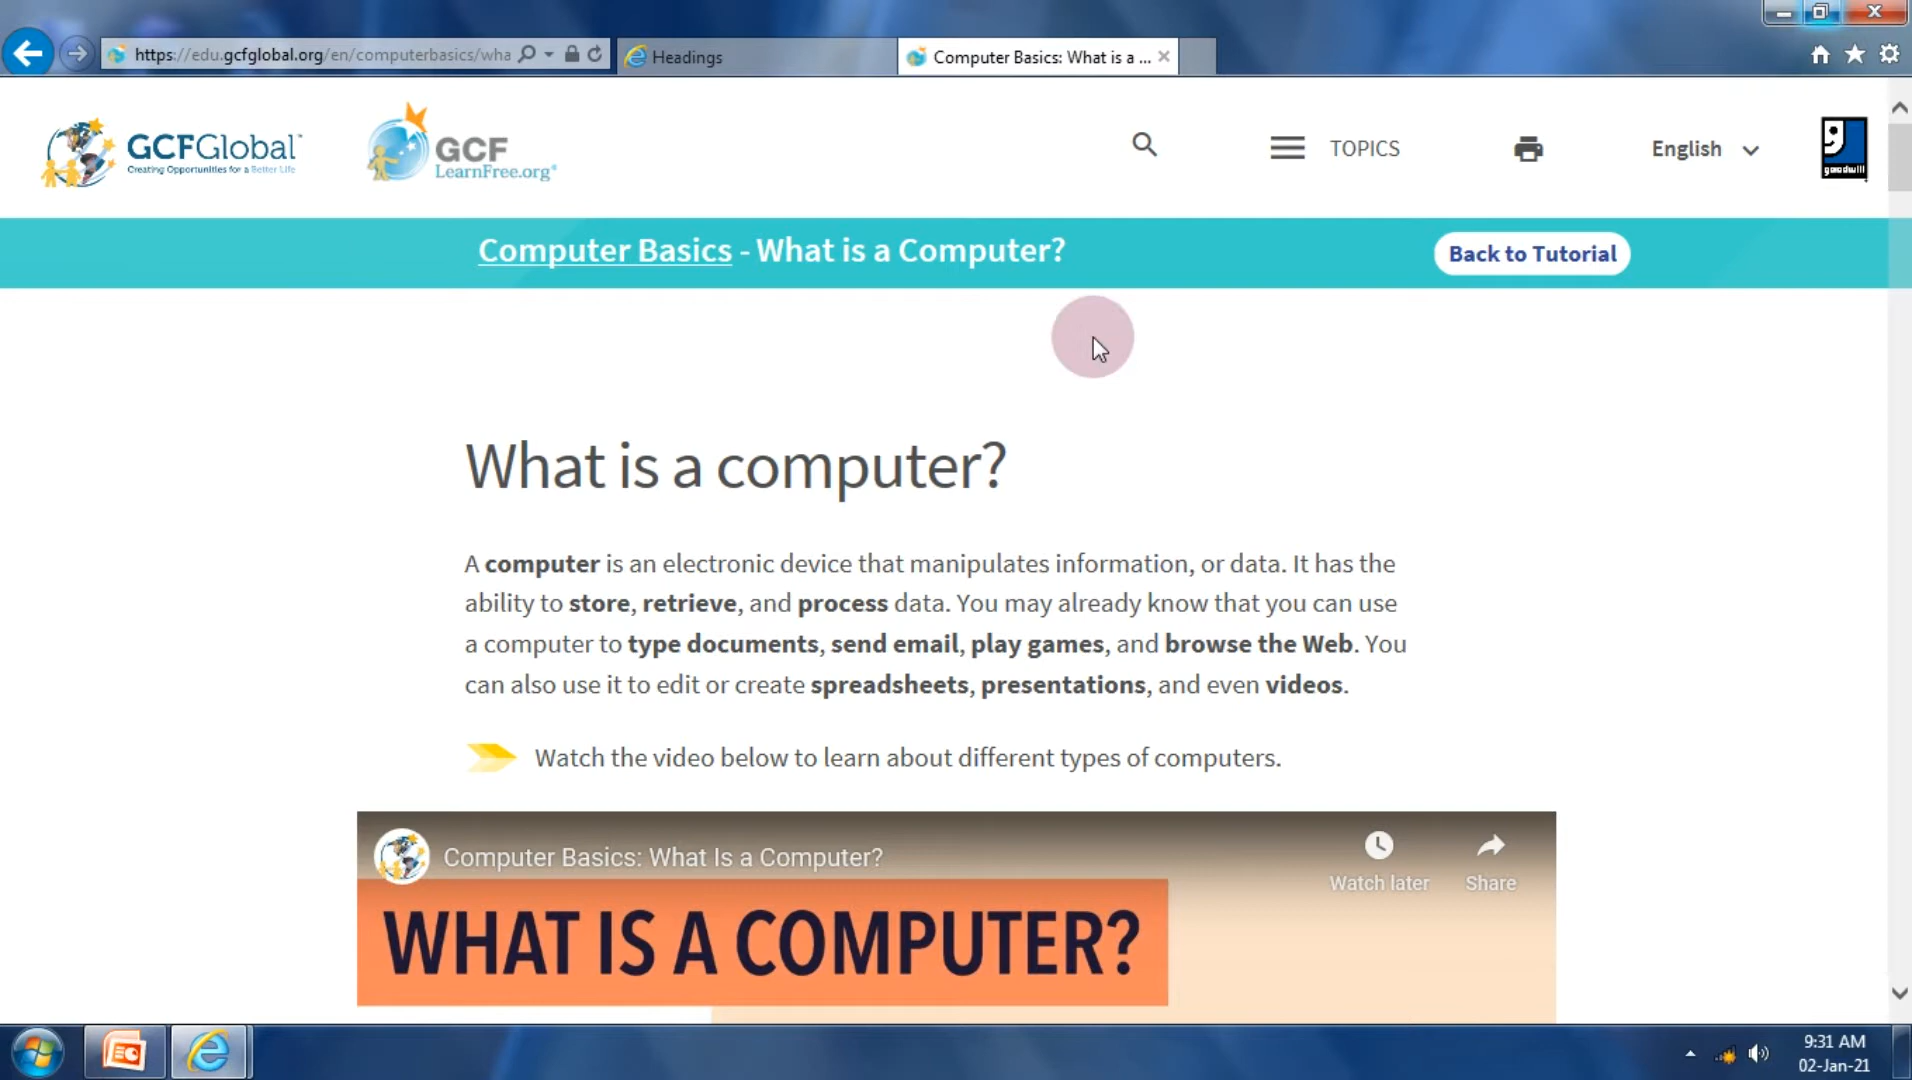 https://edu.gcfglobal.org/en/computerbasics/wha
Headings
Computer Basics: What is a ...
GCFGlobal™
Creating Opportunities for a Better Life
GCF
LearnFree.org®
TOPICS
English
goodwill
Computer Basics - What is a Computer?
Back to Tutorial
What is a computer?
A computer is an electronic device that manipulates information, or data. It has the
ability to store, retrieve, and process data. You may already know that you can use
a computer to type documents, send email, play games, and browse the Web. You
can also use it to edit or create spreadsheets, presentations, and even videos.
Watch the video below to learn about different types of computers.
Computer Basics: What Is a Computer?
Watch later
Share
WHAT IS A COMPUTER?
9:31 AM
02-Jan-21